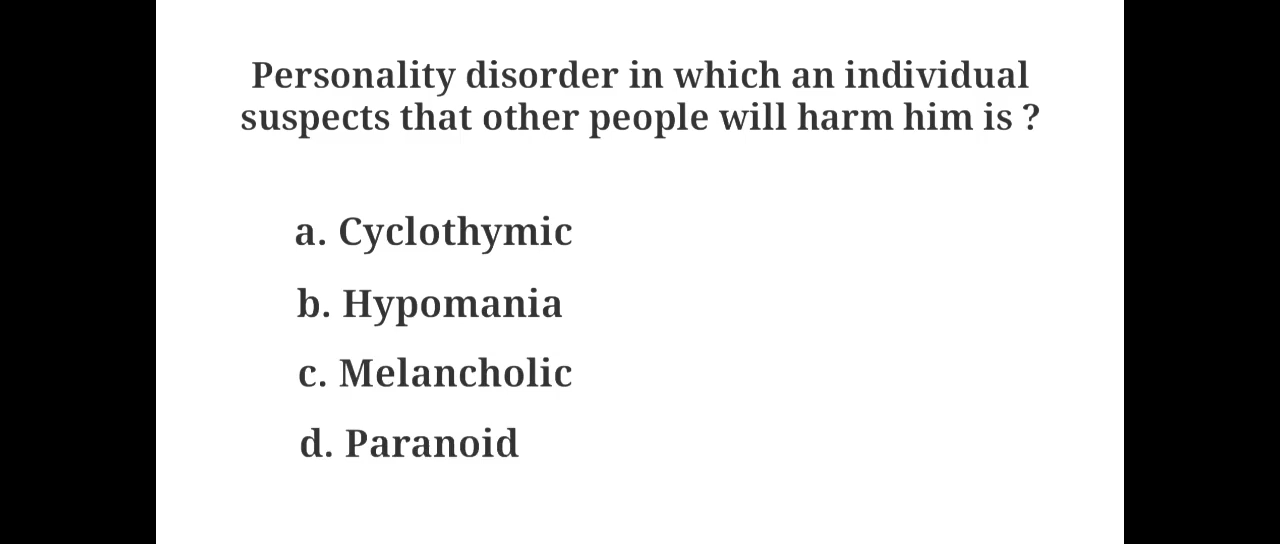 Personality disorder in which an individual
suspects that other people will harm him is ?
a. Cyclothymic
b. Hypomania
c. Melancholic
d. Paranoid